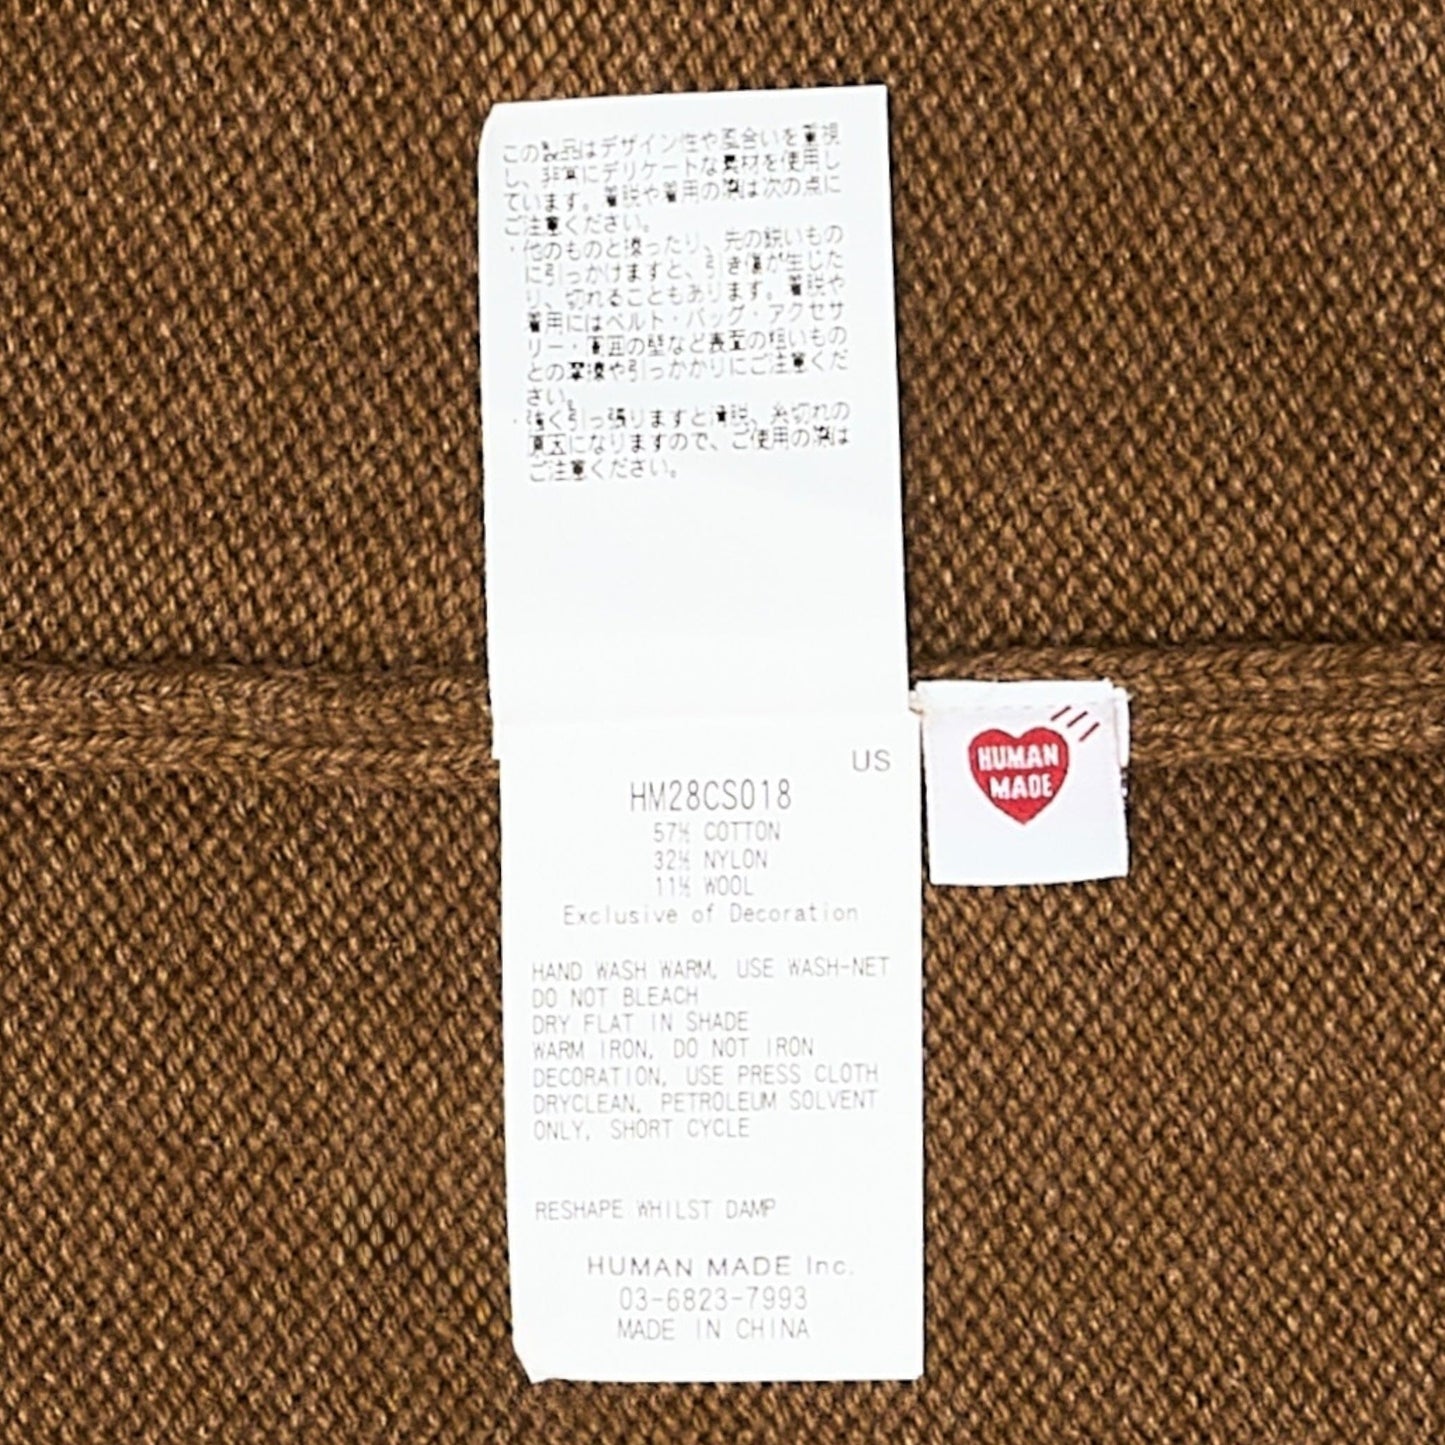 この製品はデザイン性や風合いを重視
し、非常にデリケートな素材を使用し
ています。着脱や着用の際は次の点に
ご注意ください。
・他のものと擦ったり、先の鋭いもの
に引っかけますと、引き傷が生じた
り、切れることもあります。着脱や
着用にはベルト・バッグ・アクセサ
リー・周囲の壁など表面の粗いもの
との摩擦や引っかかりにご注意くだ
さい。
・強く引っ張りますと滑脱、糸切れの
原因になりますので、ご使用の際は
ご注意ください。
US
HM28CS018
57% COTTON
32% NYLON
11% WOOL
Exclusive of Decoration
HAND WASH WARM, USE WASH-NET
DO NOT BLEACH
DRY FLAT IN SHADE
WARM IRON, DO NOT IRON
DECORATION, USE PRESS CLOTH
DRYCLEAN, PETROLEUM SOLVENT
ONLY, SHORT CYCLE
RESHAPE WHILST DAMP
HUMAN MADE Inc.
03-6823-7993
MADE IN CHINA
HUMAN
MADE